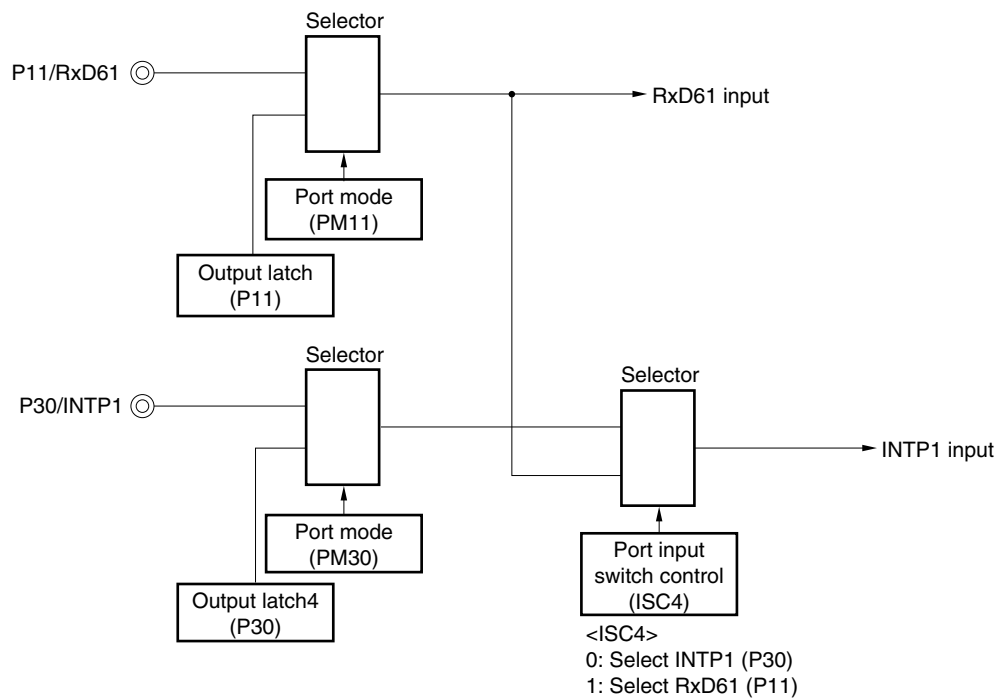 Selector
P11/RxD61
RxD61 input
Port mode
(PM11)
Output latch
(P11)
Selector
P30/INTP1
Selector
INTP1 input
Port mode
(PM30)
Output latch4
(P30)
Port input
switch control
(ISC4)
<ISC4>
0: Select INTP1 (P30)
1: Select RxD61 (P11)